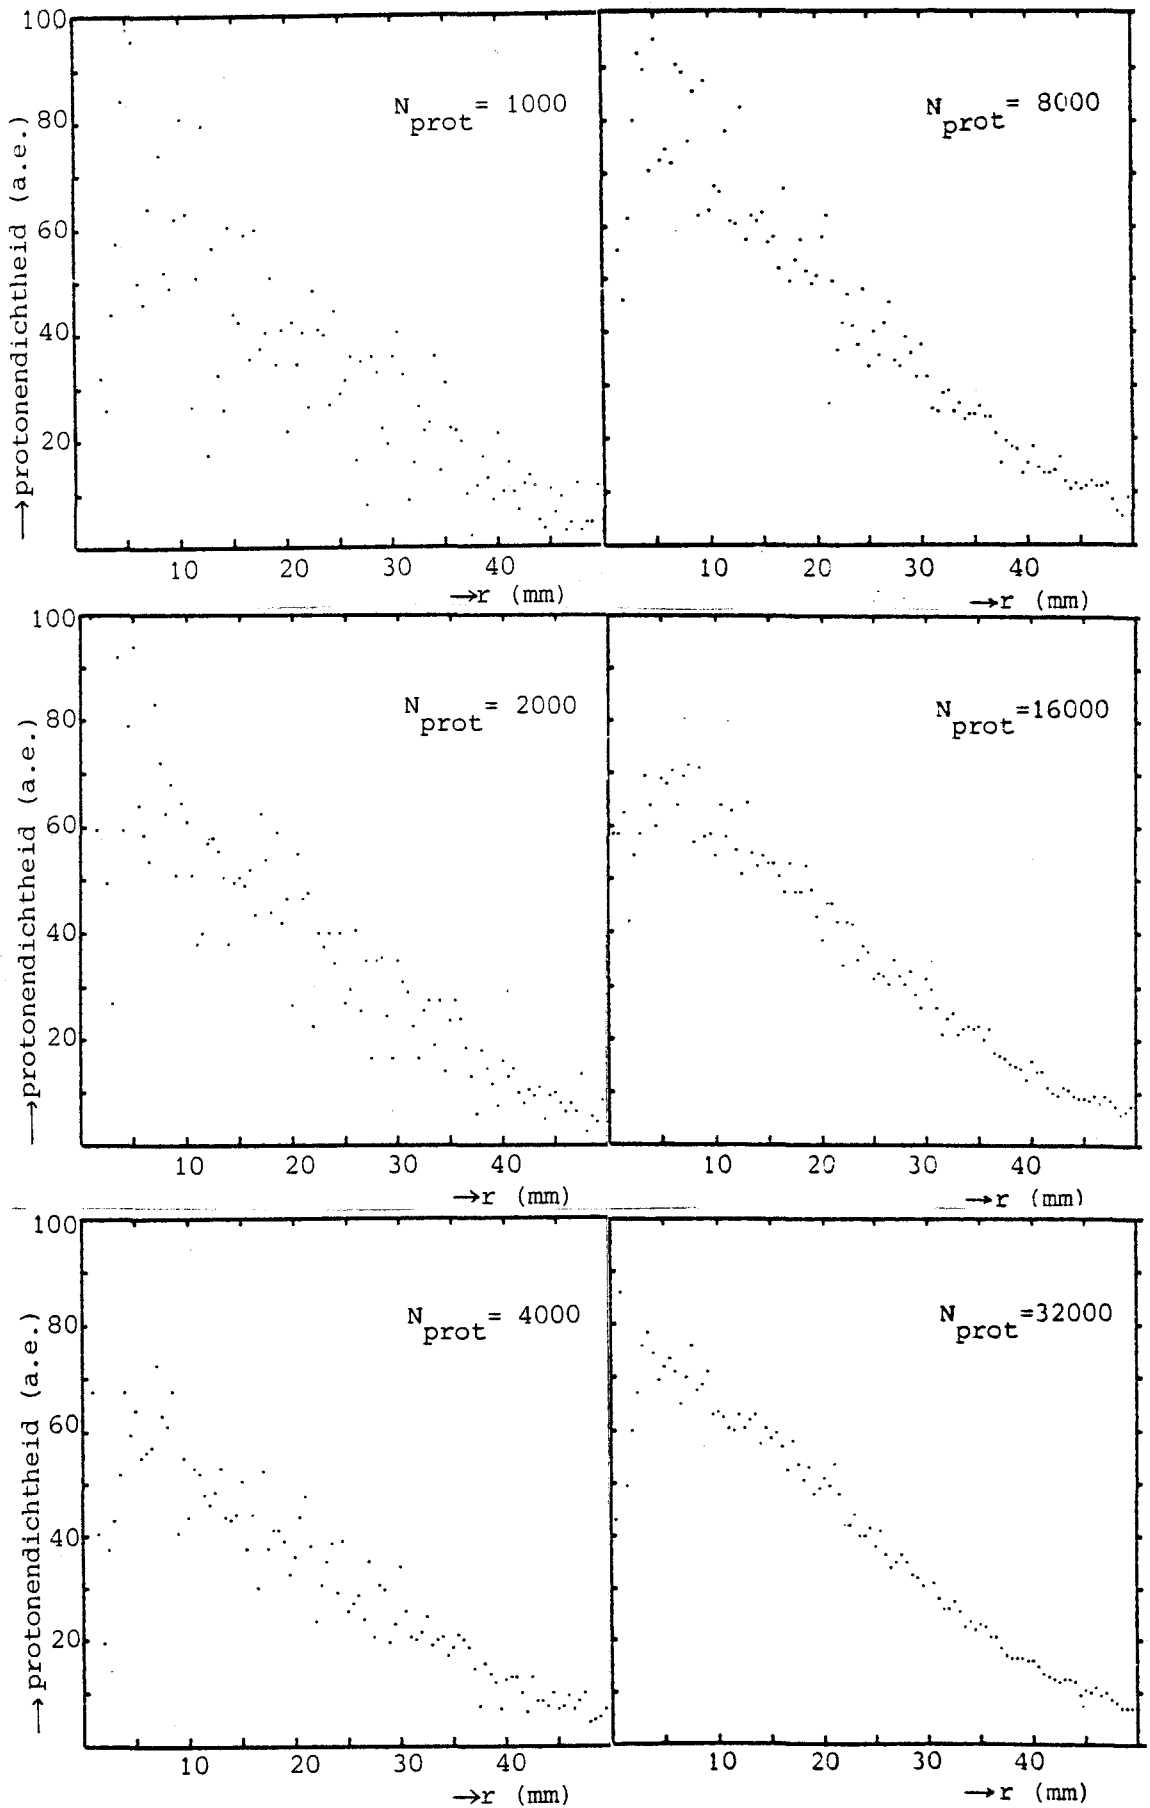 100
80
60
40
20
→protonendichtheid (a.e.)
N prot = 1000
10 20 30 40
→r (mm)
N prot = 8000
10 20 30 40
→r (mm)
100
80
60
40
20
→protonendichtheid (a.e.)
N prot = 2000
10 20 30 40
→r (mm)
N prot =16000
10 20 30 40
→r (mm)
100
80
60
40
20
→protonendichtheid (a.e.)
N prot = 4000
10 20 30 40
→r (mm)
N prot =32000
10 20 30 40
→r (mm)